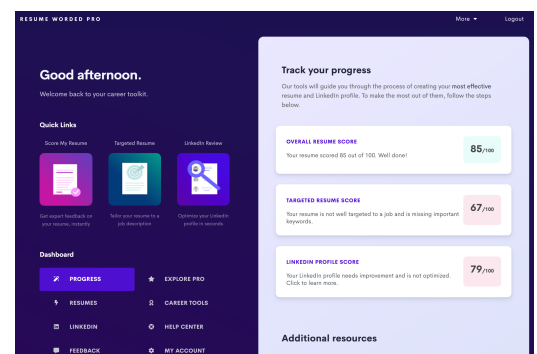 RESUME WORDED PRO
More
Logout
Good afternoon.
Welcome back to your career toolkit.
Quick Links
Score My Resume
Targeted Resume
LinkedIn Review
Get expert feedback on
your resume, instantly
Tailor your resume to a
job description
Optimize your LinkedIn
profile in seconds
Dashboard
PROGRESS
EXPLORE PRO
RESUMES
CAREER TOOLS
LINKEDIN
HELP CENTER
FEEDBACK
MY ACCOUNT
Track your progress
Our tools will guide you through the process of creating your most effective
resume and LinkedIn profile. To make the most out of them, follow the steps
below.
OVERALL RESUME SCORE
Your resume scored 85 out of 100. Well done!
85/100
TARGETED RESUME SCORE
Your resume is not well targeted to a job and is missing important
keywords.
67/100
LINKEDIN PROFILE SCORE
Your LinkedIn profile needs improvement and is not optimized.
Click to learn more.
79/100
Additional resources